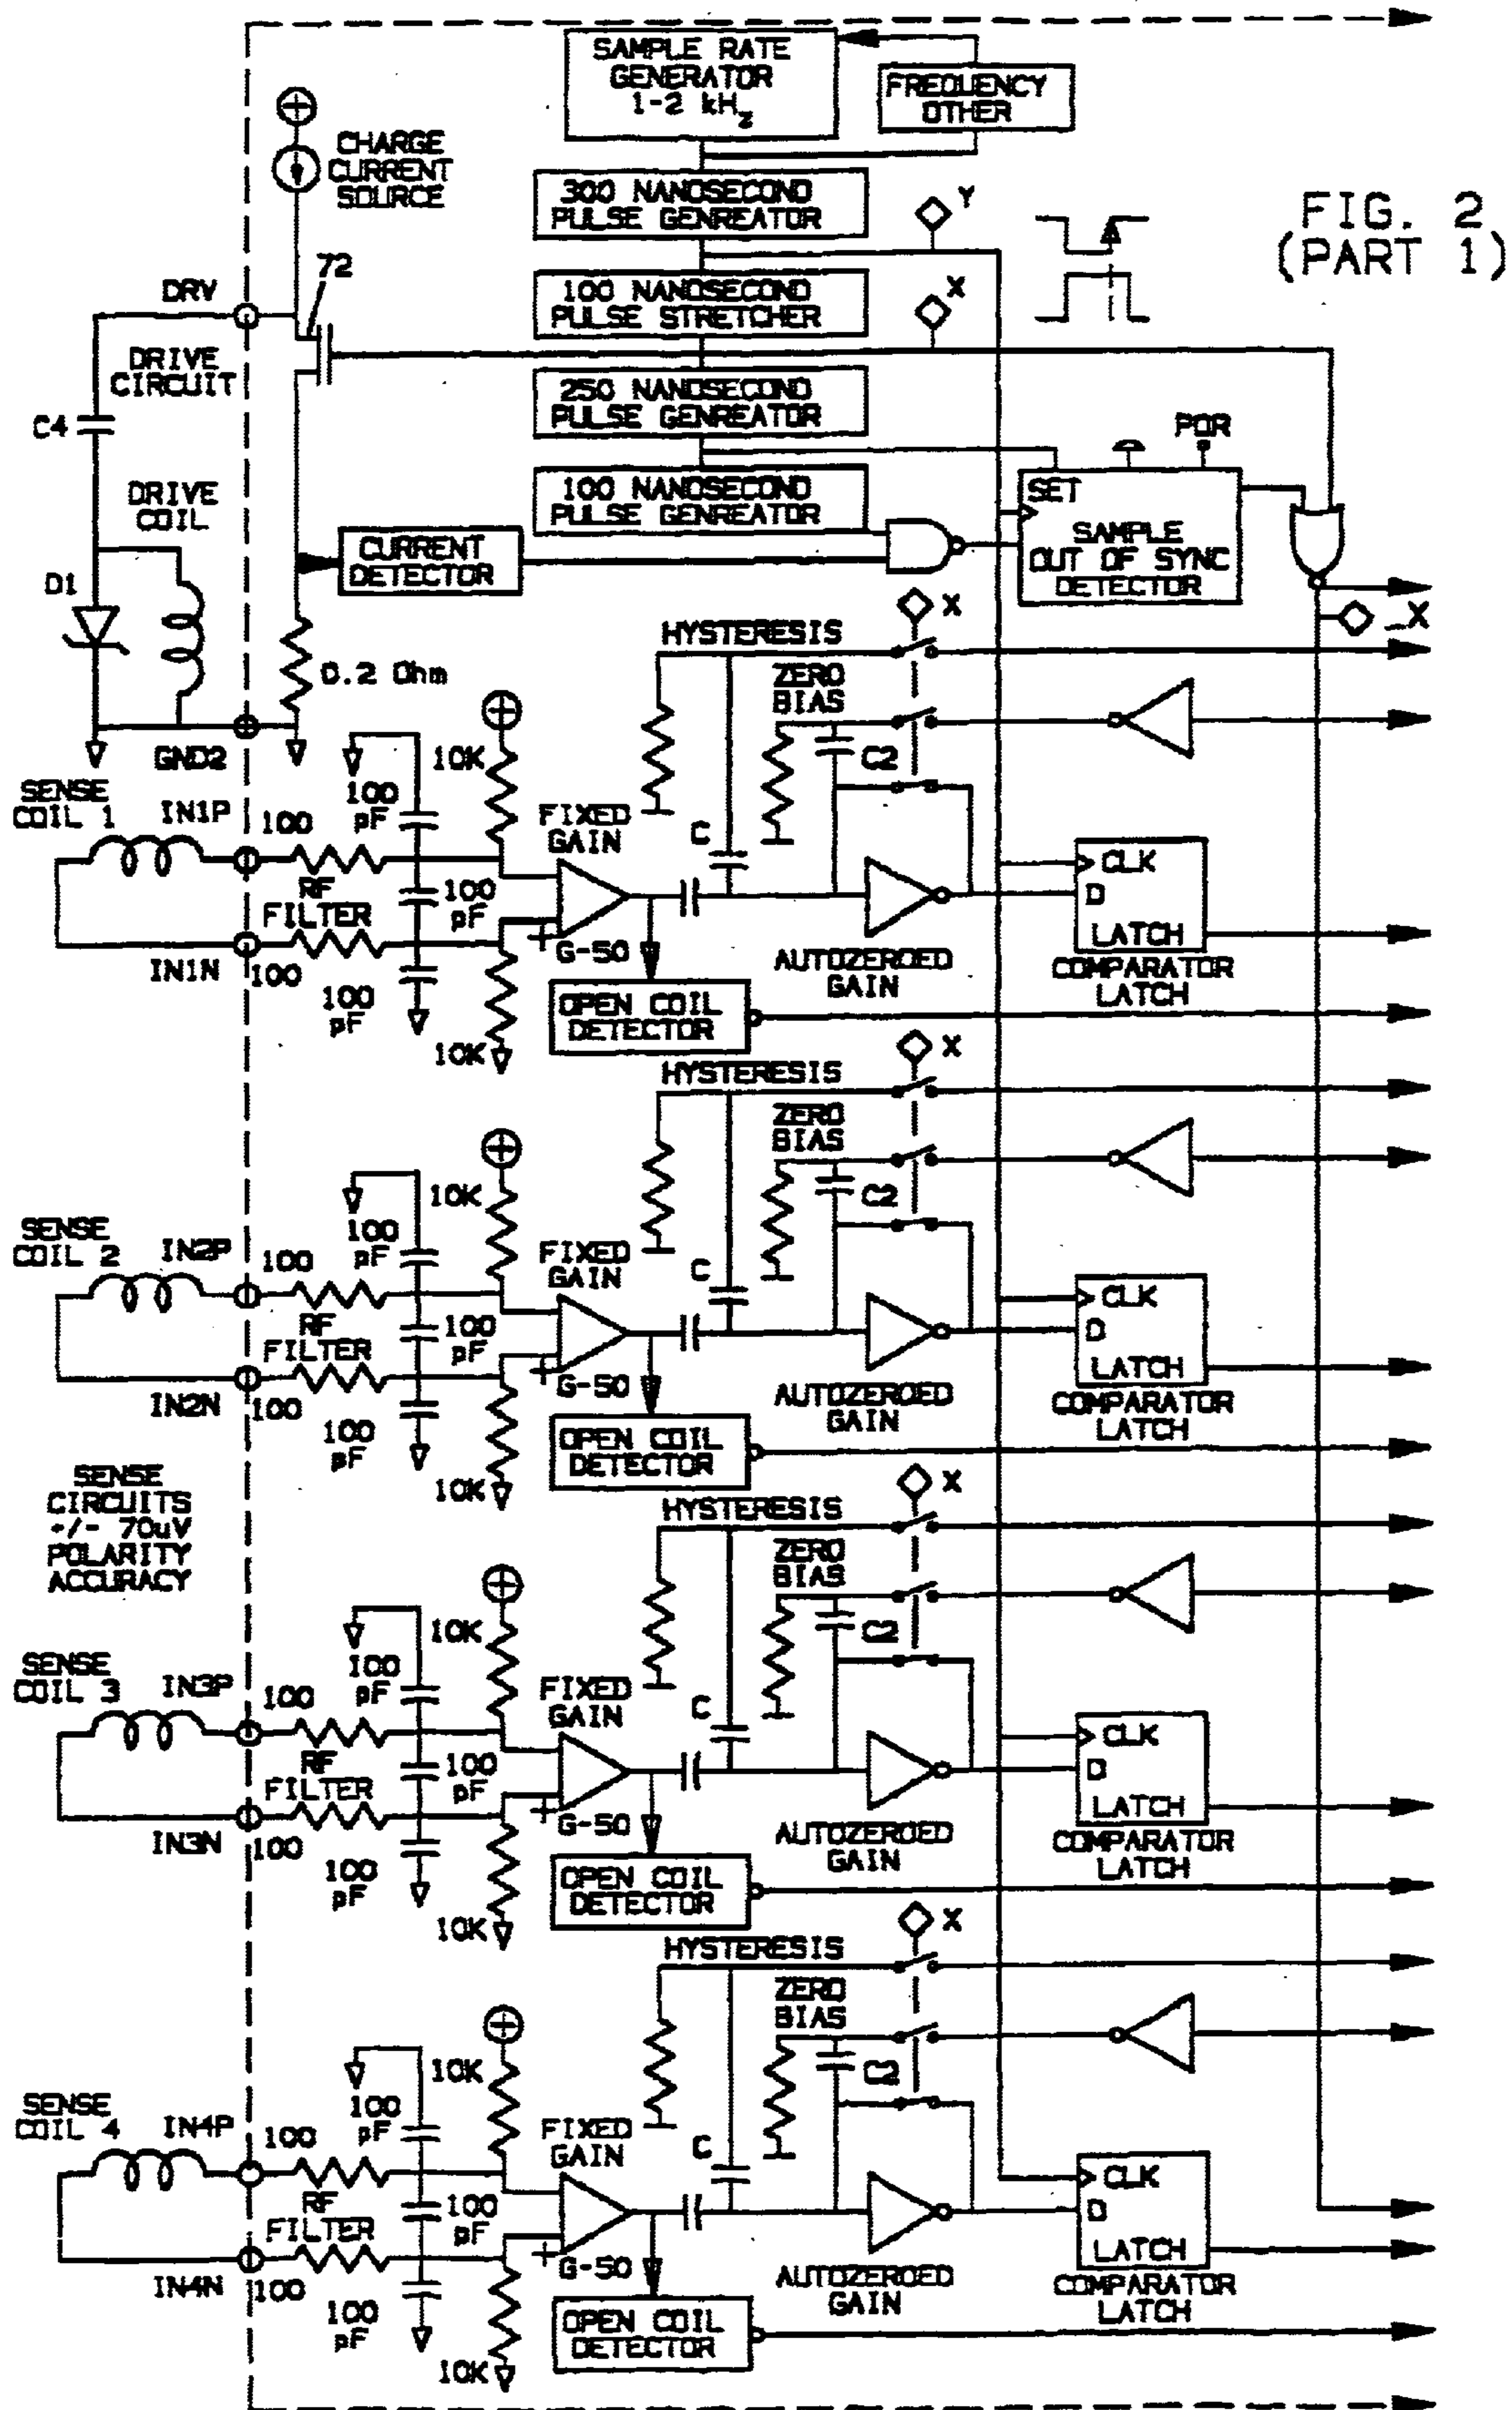 SAMPLE RATE
GENERATOR
1-2 kHz
FREQUENCY
OTHER
CHARGE
CURRENT
SOURCE
300 NANOSECOND
PULSE GENREATOR
Y
FIG. 2
(PART 1)
72
DRV
100 NANOSECOND
PULSE STRETCHER
X
DRIVE
CIRCUIT
250 NANOSECOND
PULSE GENREATOR
C4
POR
DRIVE
COIL
100 NANOSECOND
PULSE GENREATOR
SET
SAMPLE
OUT OF SYNC
DETECTOR
CURRENT
DETECTOR
D1
X
_X
HYSTERESIS
0.2 Ohm
ZERO
BIAS
GND2
10K
C2
SENSE
COIL 1
IN1P
100
100
pF
FIXED
GAIN
C
CLK
RF
FILTER
100
pF
D
LATCH
IN1N
100
100
pF
+
G-50
AUTOZEROED
GAIN
COMPARATOR
LATCH
OPEN COIL
DETECTOR
10K
X
HYSTERESIS
ZERO
BIAS
10K
C2
SENSE
COIL 2
IN2P
100
100
pF
FIXED
GAIN
C
CLK
RF
FILTER
100
pF
D
LATCH
IN2N
100
100
pF
+
G-50
AUTOZEROED
GAIN
COMPARATOR
LATCH
OPEN COIL
DETECTOR
10K
SENSE
CIRCUITS
+/- 70uV
POLARITY
ACCURACY
X
HYSTERESIS
ZERO
BIAS
10K
C2
SENSE
COIL 3
IN3P
100
100
pF
FIXED
GAIN
C
CLK
RF
FILTER
100
pF
D
LATCH
IN3N
100
100
pF
+
G-50
AUTOZEROED
GAIN
COMPARATOR
LATCH
OPEN COIL
DETECTOR
10K
X
HYSTERESIS
ZERO
BIAS
10K
C2
SENSE
COIL 4
IN4P
100
100
pF
FIXED
GAIN
C
CLK
RF
FILTER
100
pF
D
LATCH
IN4N
100
100
pF
+
G-50
AUTOZEROED
GAIN
COMPARATOR
LATCH
OPEN COIL
DETECTOR
10K